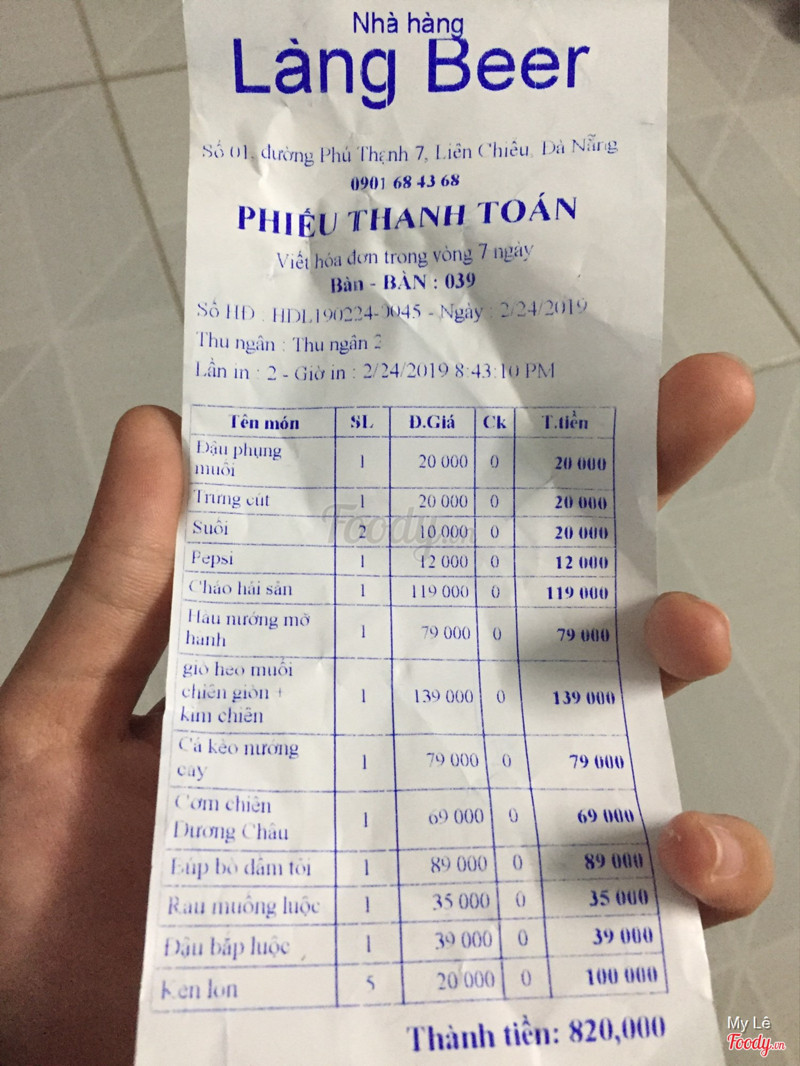 Nhà hàng
Làng Beer
Số 01, đường Phú Thạnh 7, Liên Chiểu, Đà Nẵng
0901 68 43 68
PHIẾU THANH TOÁN
Viết hóa đơn trong vòng 7 ngày
Bàn - BÀN : 039
Số HĐ : HDL190224-0045 - Ngày : 2/24/2019
Thu ngân : Thu ngân 2
Lần in : 2 - Giờ in : 2/24/2019 8:43:10 PM
Tên món SL Đ.Giá Ck T.tiền
Đậu phụng muối 1 20 000 0 20 000
Trứng cút 1 20 000 0 20 000
Suối 2 10 000 0 20 000
Pepsi 1 12 000 0 12 000
Cháo hải sản 1 119 000 0 119 000
Hàu nướng mỡ hành 1 79 000 0 79 000
giò heo muối chiên giòn + kim chiên 1 139 000 0 139 000
Cá kèo nướng cay 1 79 000 0 79 000
Cơm chiên Dương Châu 1 69 000 0 69 000
Búp bò dấm tỏi 1 89 000 0 89 000
Rau muống luộc 1 35 000 0 35 000
Đậu bắp luộc 1 39 000 0 39 000
Ken lon 5 20 000 0 100 000
Thành tiền: 820,000
Foody.vn
My Lê
Foody.vn